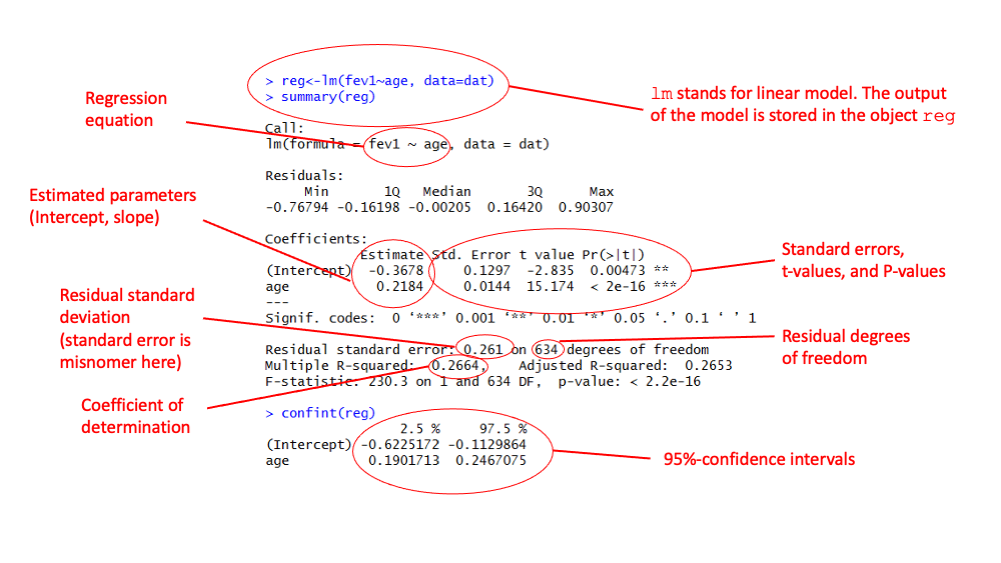 > reg<-lm(fev1~age, data=dat)
> summary(reg)
lm stands for linear model. The output
of the model is stored in the object reg
Regression
equation
Call:
lm(formula = fev1 ~ age, data = dat)
Residuals:
Min 1Q Median 3Q Max
-0.76794 -0.16198 -0.00205 0.16420 0.90307
Estimated parameters
(Intercept, slope)
Coefficients:
Estimate Std. Error t value Pr(>|t|)
(Intercept) -0.3678 0.1297 -2.835 0.00473 **
age 0.2184 0.0144 15.174 < 2e-16 ***
---
Signif. codes: 0 ‘***’ 0.001 ‘**’ 0.01 ‘*’ 0.05 ‘.’ 0.1 ‘ ’ 1
Standard errors,
t-values, and P-values
Residual standard
deviation
(standard error is
misnomer here)
Residual standard error: 0.261 on 634 degrees of freedom
Multiple R-squared: 0.2664, Adjusted R-squared: 0.2653
F-statistic: 230.3 on 1 and 634 DF, p-value: < 2.2e-16
Residual degrees
of freedom
Coefficient of
determination
> confint(reg)
2.5 % 97.5 %
(Intercept) -0.6225172 -0.1129864
age 0.1901713 0.2467075
95%-confidence intervals